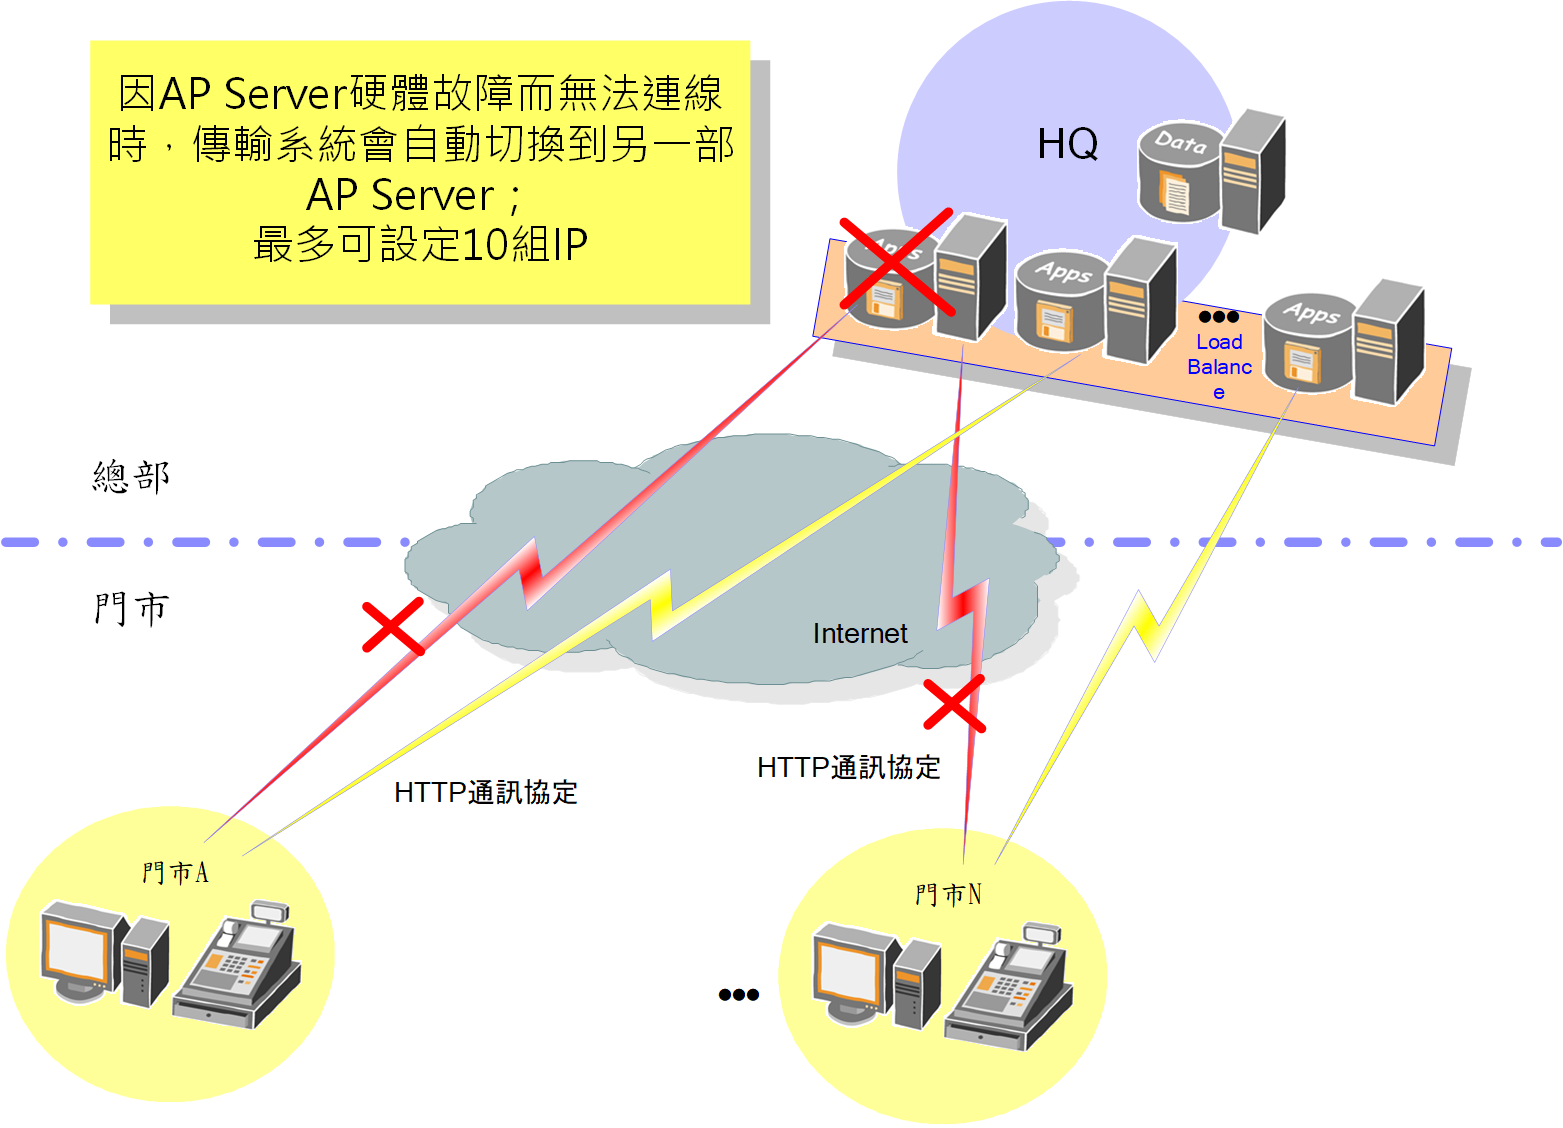 因AP Server硬體故障而無法連線
時，傳輸系統會自動切換到另一部
AP Server；
最多可設定10組IP
HQ
Data
Apps
Apps
Apps
•••
Load
Balanc
e
總部
門市
Internet
HTTP通訊協定
HTTP通訊協定
門市A
門市N
•••